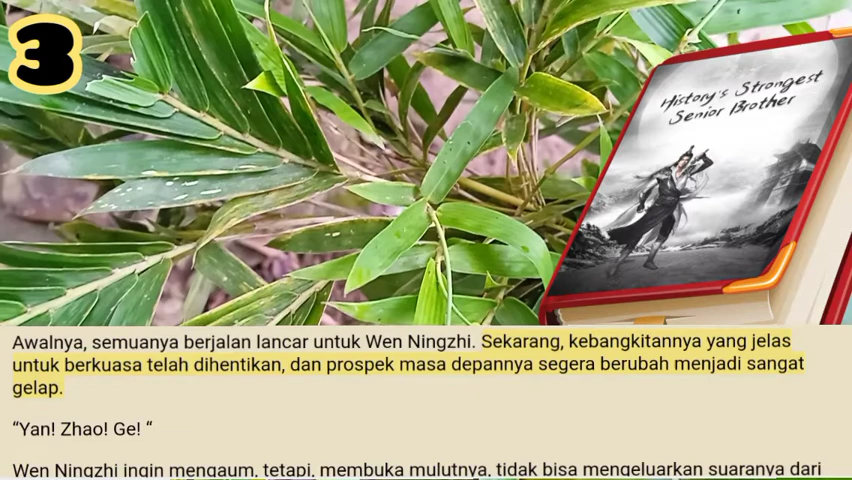 3
History's Strongest
Senior Brother
Awalnya, semuanya berjalan lancar untuk Wen Ningzhi. Sekarang, kebangkitannya yang jelas
untuk berkuasa telah dihentikan, dan prospek masa depannya segera berubah menjadi sangat
gelap.
“Yan! Zhao! Ge! “
Wen Ningzhi ingin mengaum, tetapi, membuka mulutnya, tidak bisa mengeluarkan suaranya dari